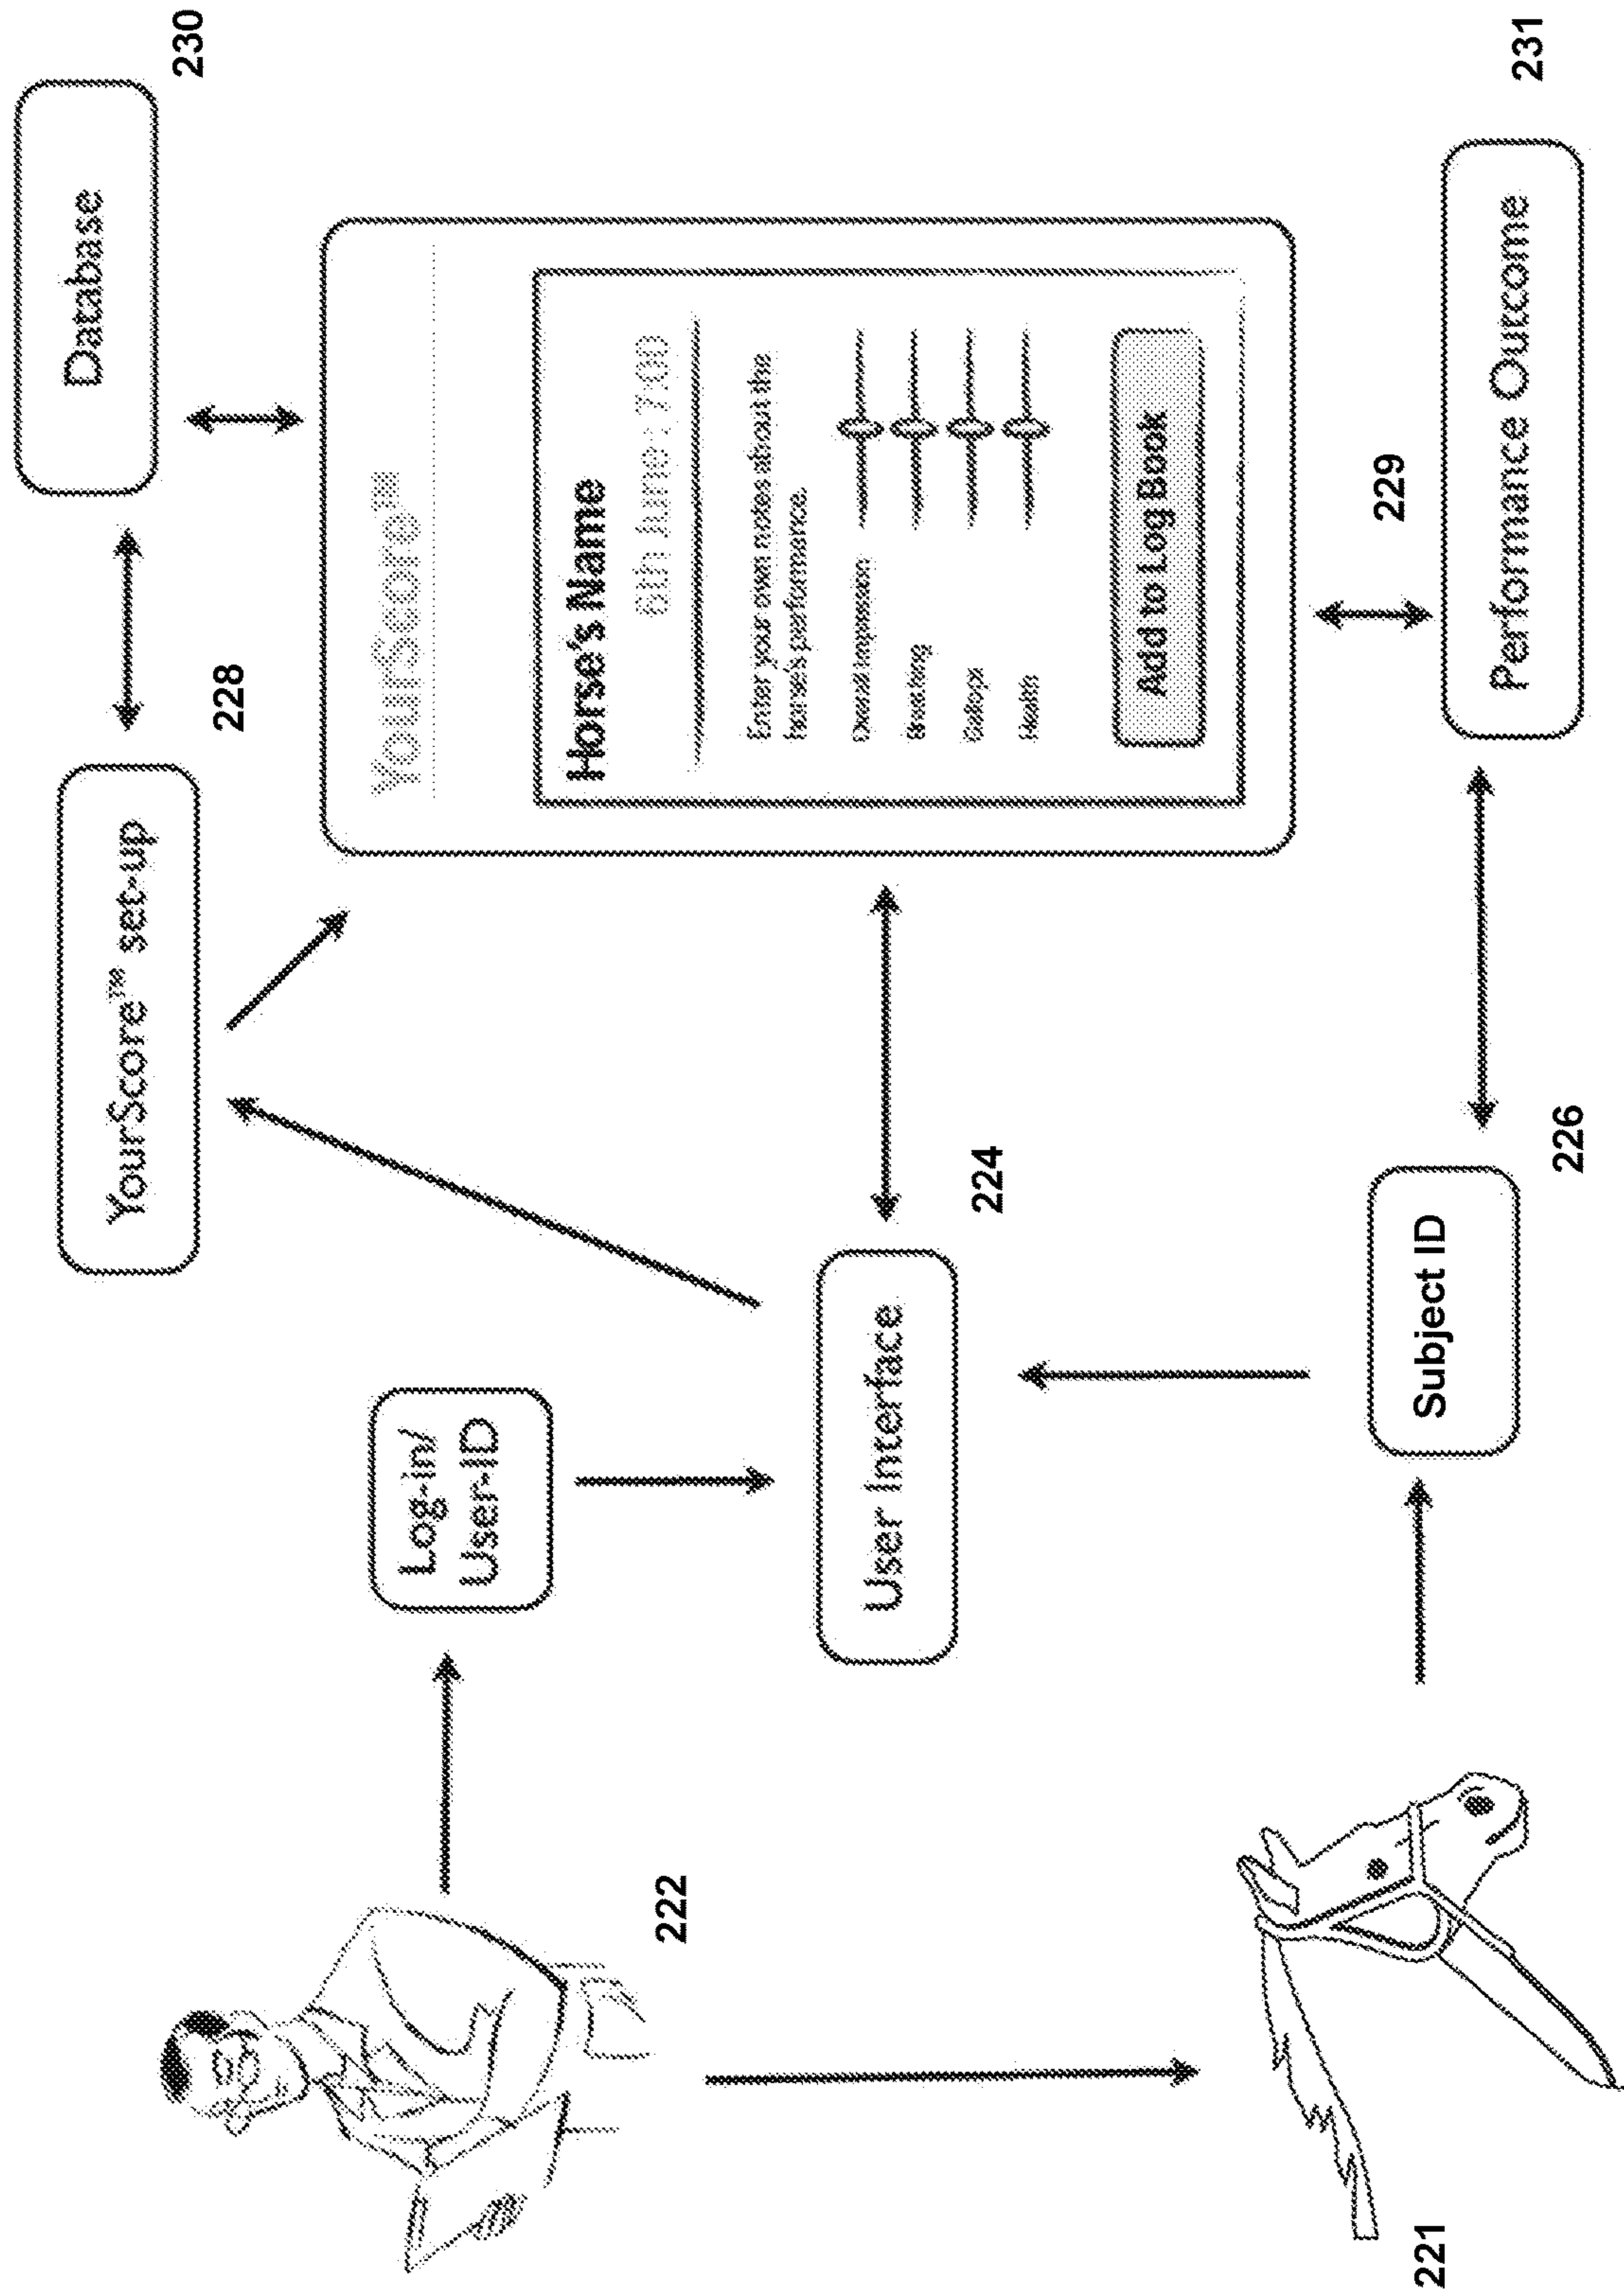 YourScore™ set-up
228
Database
230
Log-in/
User-ID
YourScore™
Horse's Name
6th June : 7:00
Enter your own notes about the
horse's performance.
Overall Impression
Breathing
Gallops
Health
Add to Log Book
222
User Interface
224
229
221
Subject ID
226
Performance Outcome
231